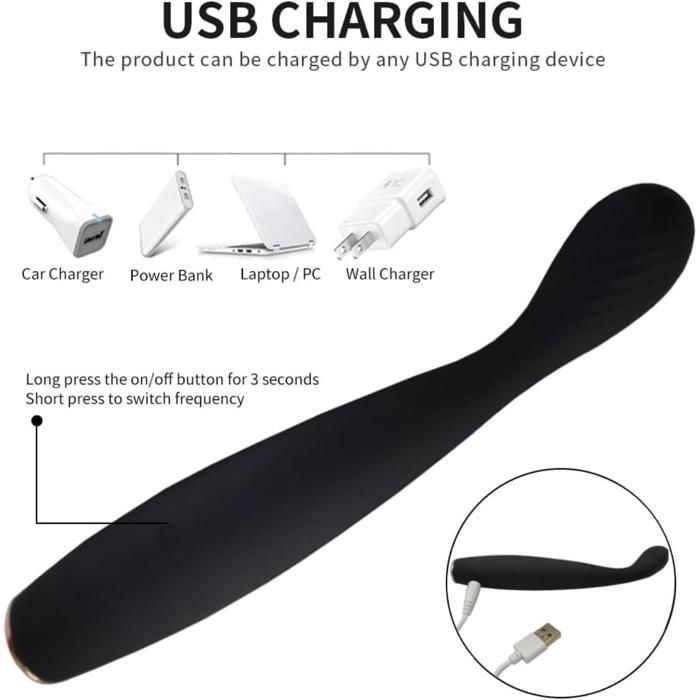 USB CHARGING
The product can be charged by any USB charging device
Car Charger
Power Bank
Laptop / PC
Wall Charger
Long press the on/off button for 3 seconds
Short press to switch frequency